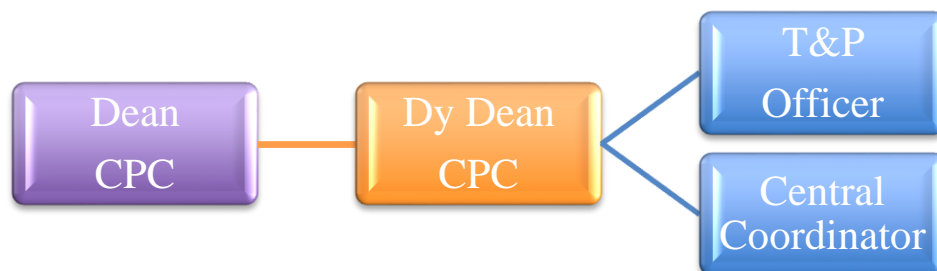 Dean
CPC
Dy Dean
CPC
T&P
Officer
Central
Coordinator